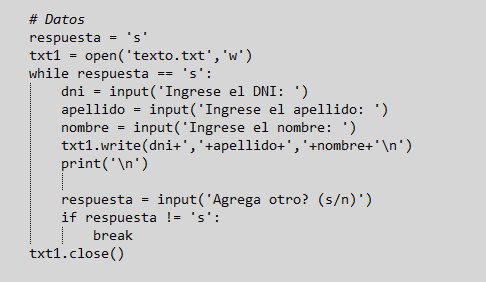 # Datos
respuesta = 's'
txt1 = open('texto.txt','w')
while respuesta == 's':
    dni = input('Ingrese el DNI: ')
    apellido = input('Ingrese el apellido: ')
    nombre = input('Ingrese el nombre: ')
    txt1.write(dni+','+apellido+','+nombre+'\n')
    print('\n')

    respuesta = input('Agrega otro? (s/n)')
    if respuesta != 's':
        break
txt1.close()